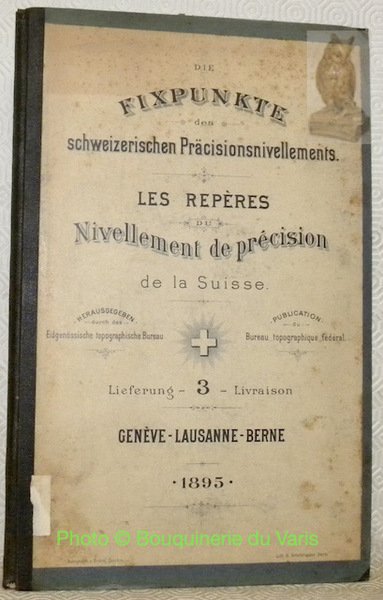 DIE
FIXPUNKTE
des
schweizerischen Präcisionsnivellements.
LES REPÈRES
DU
Nivellement de précision
de la Suisse.
HERAUSGEGEBEN
durch das
Eidgenössische topographische Bureau
PUBLICATION
du
Bureau topographique fédéral.
Lieferung - 3 - Livraison
GENÈVE - LAUSANNE - BERNE
· 1895 ·
Photo © Bouquinerie du Varis